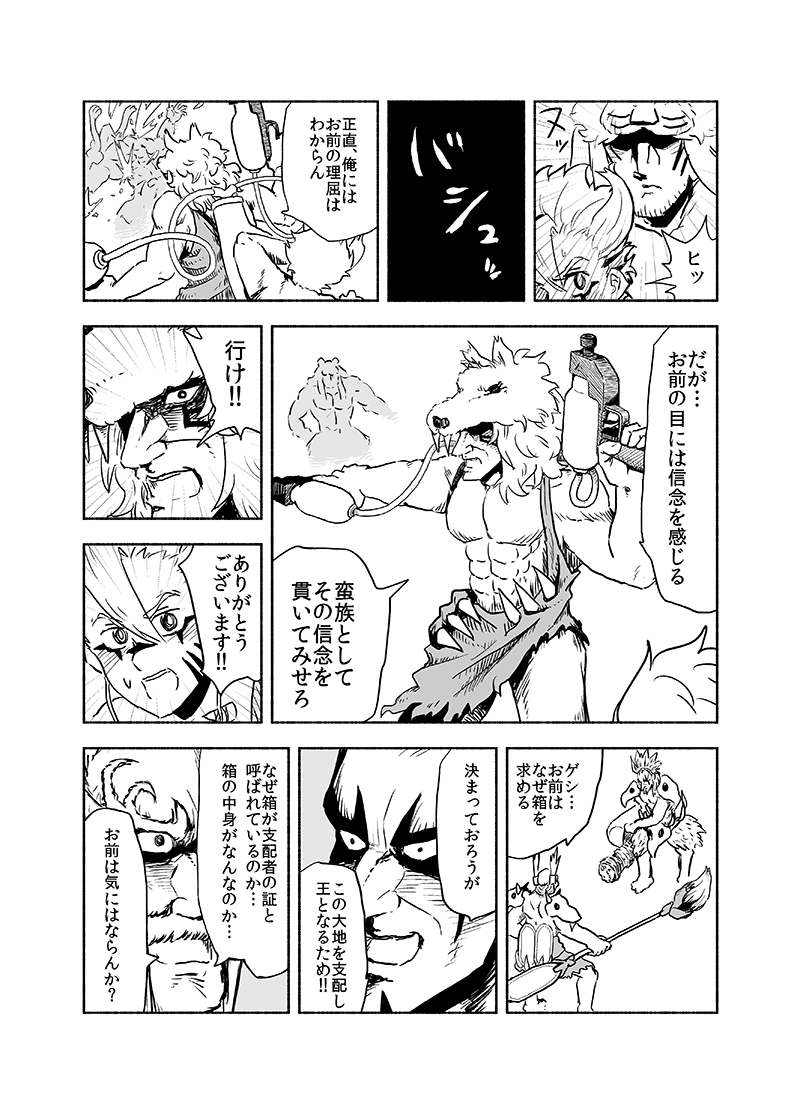 ヌッ
ヒッ
バシュッ
正直、俺には
お前の理屈は
わからん
だが…
お前の目には信念を感じる
蛮族として
その信念を
貫いてみせろ
行け!!
ありがとう
ございます!!
ゲシ…
お前は
なぜ箱を
求める
決まっておろうが
この大地を支配し
王となるため!!
なぜ箱が支配者の証と
呼ばれているのか…
箱の中身がなんなのか…
お前は気にはならんか?